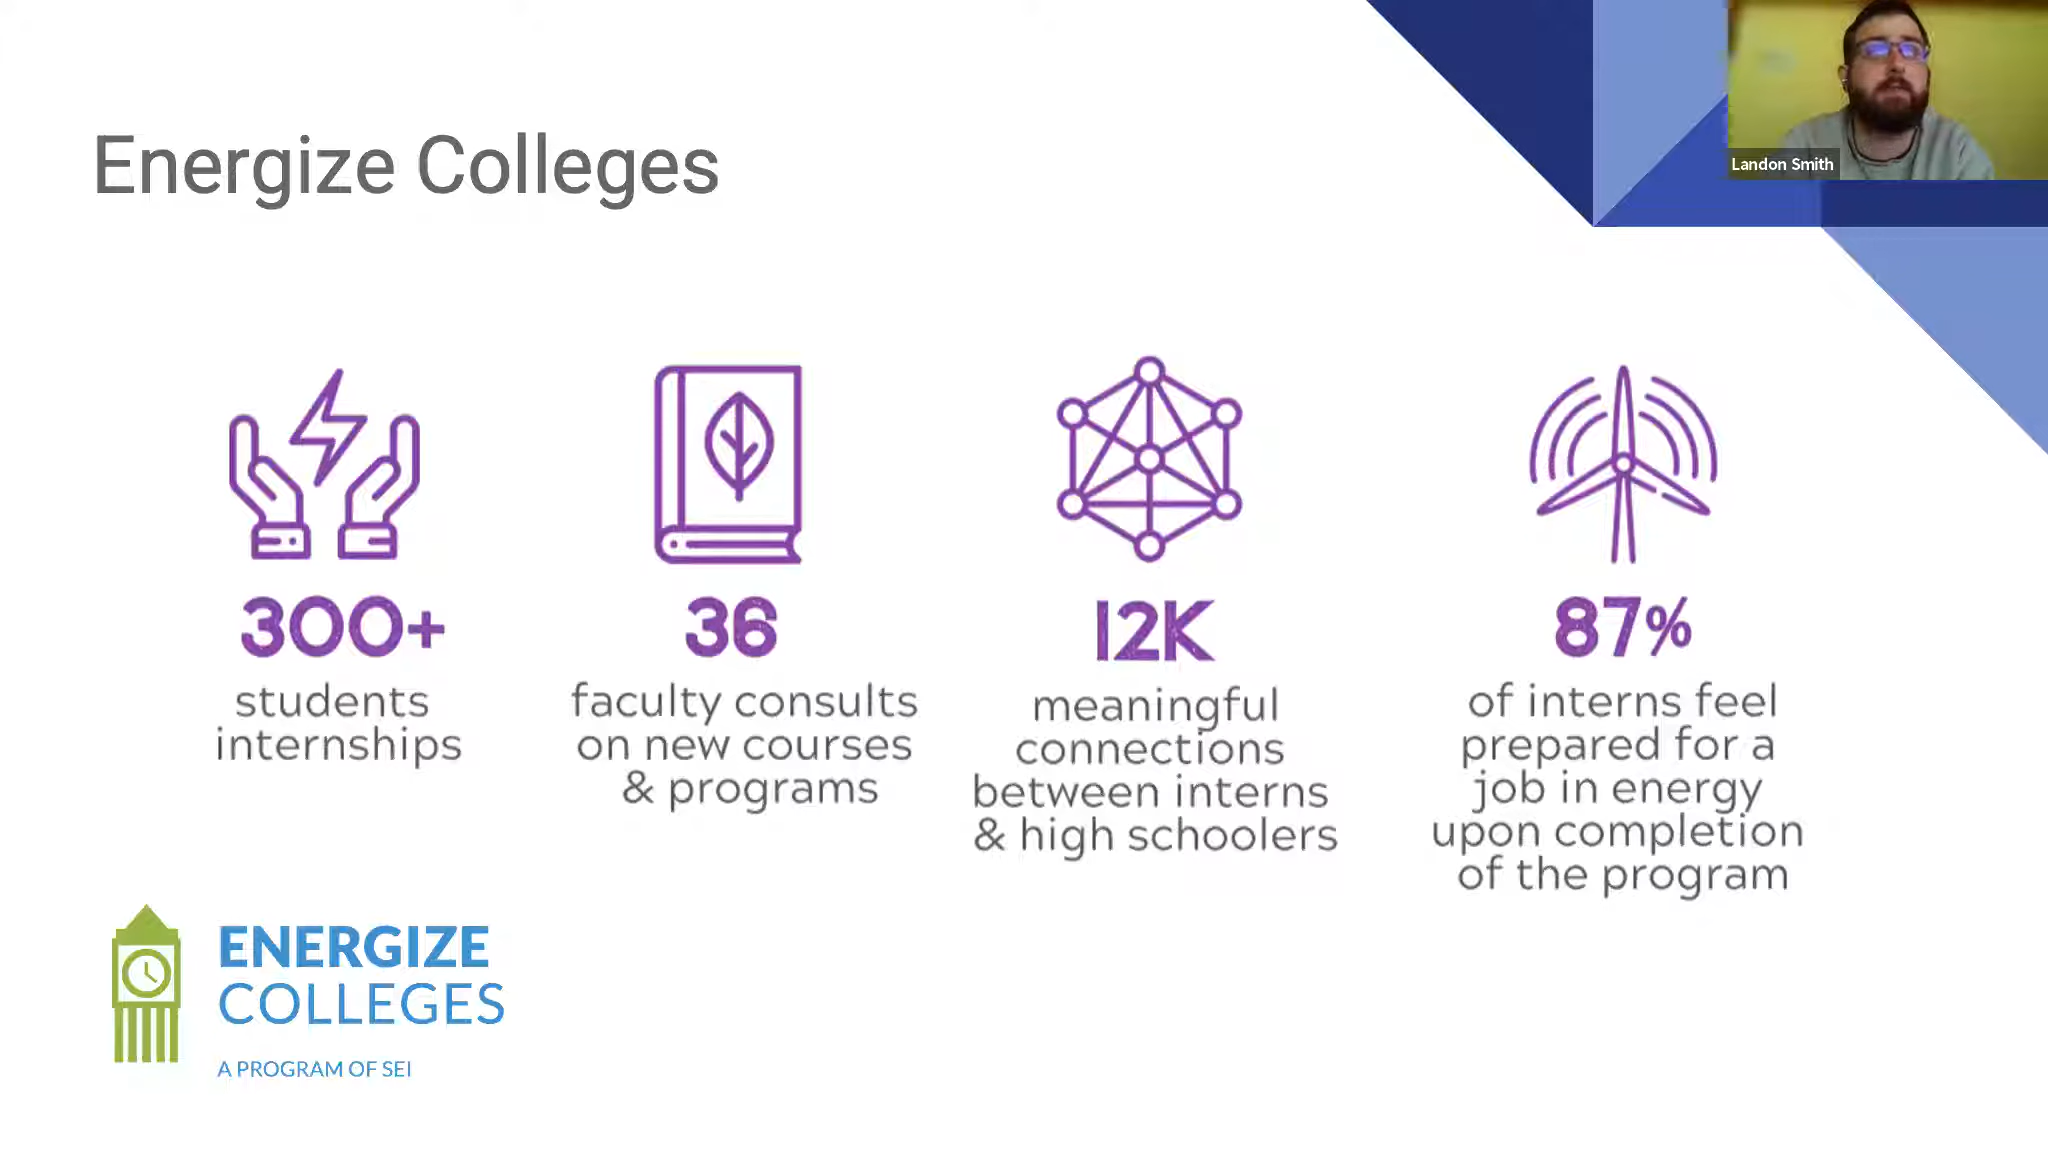 Energize Colleges
Landon Smith
300+
students
internships
36
faculty consults
on new courses
& programs
12K
meaningful
connections
between interns
& high schoolers
87%
of interns feel
prepared for a
job in energy
upon completion
of the program
ENERGIZE
COLLEGES
A PROGRAM OF SEI